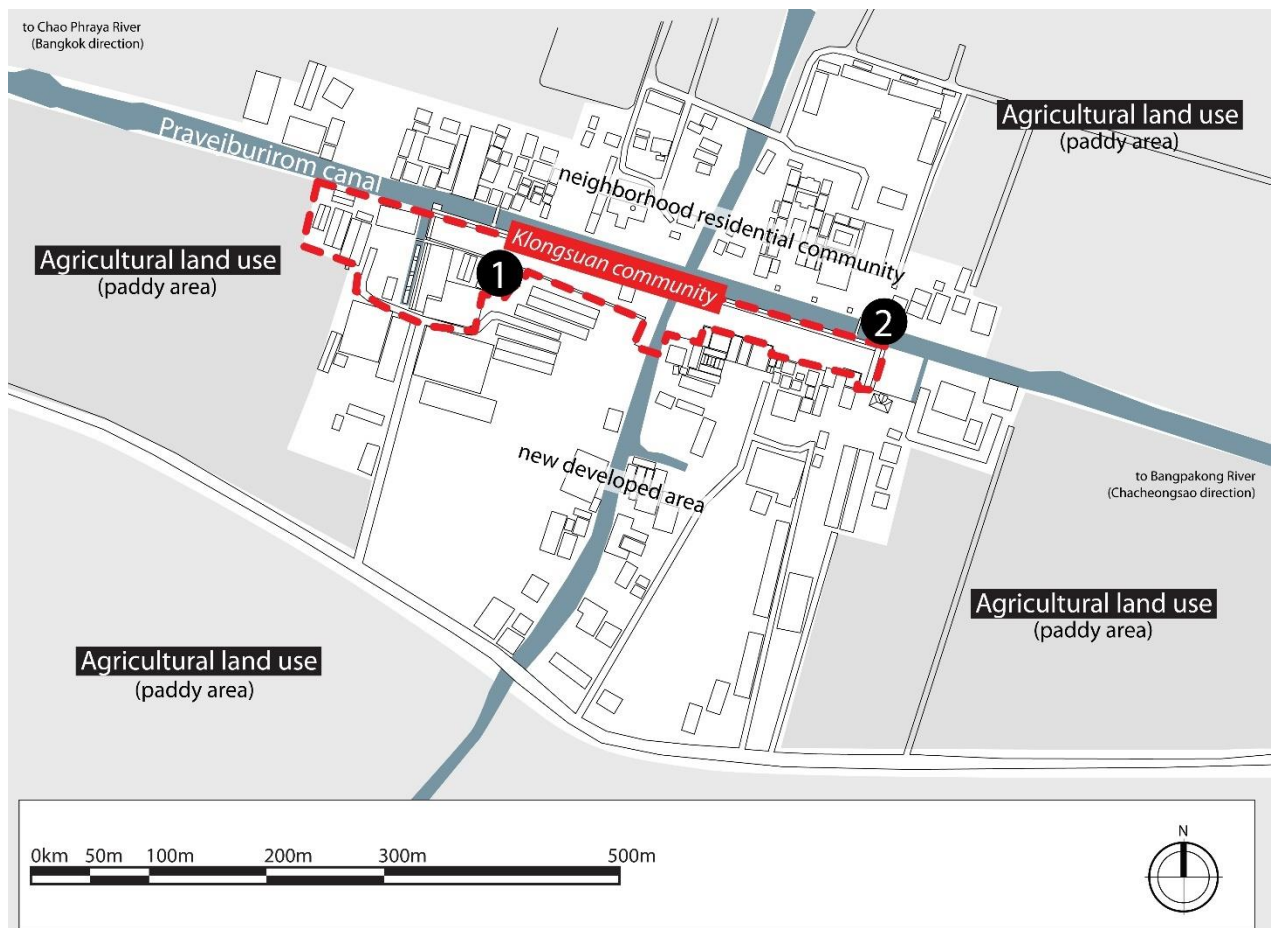 to Chao Phraya River
(Bangkok direction)
Agricultural land use
(paddy area)
Praveiburirom canal
neighborhood residential community
Agricultural land use
(paddy area)
Klongsuan community
1
2
new developed area
to Bangpakong River
(Chacheongsao direction)
Agricultural land use
(paddy area)
Agricultural land use
(paddy area)
0km 50m 100m 200m 300m 500m
N